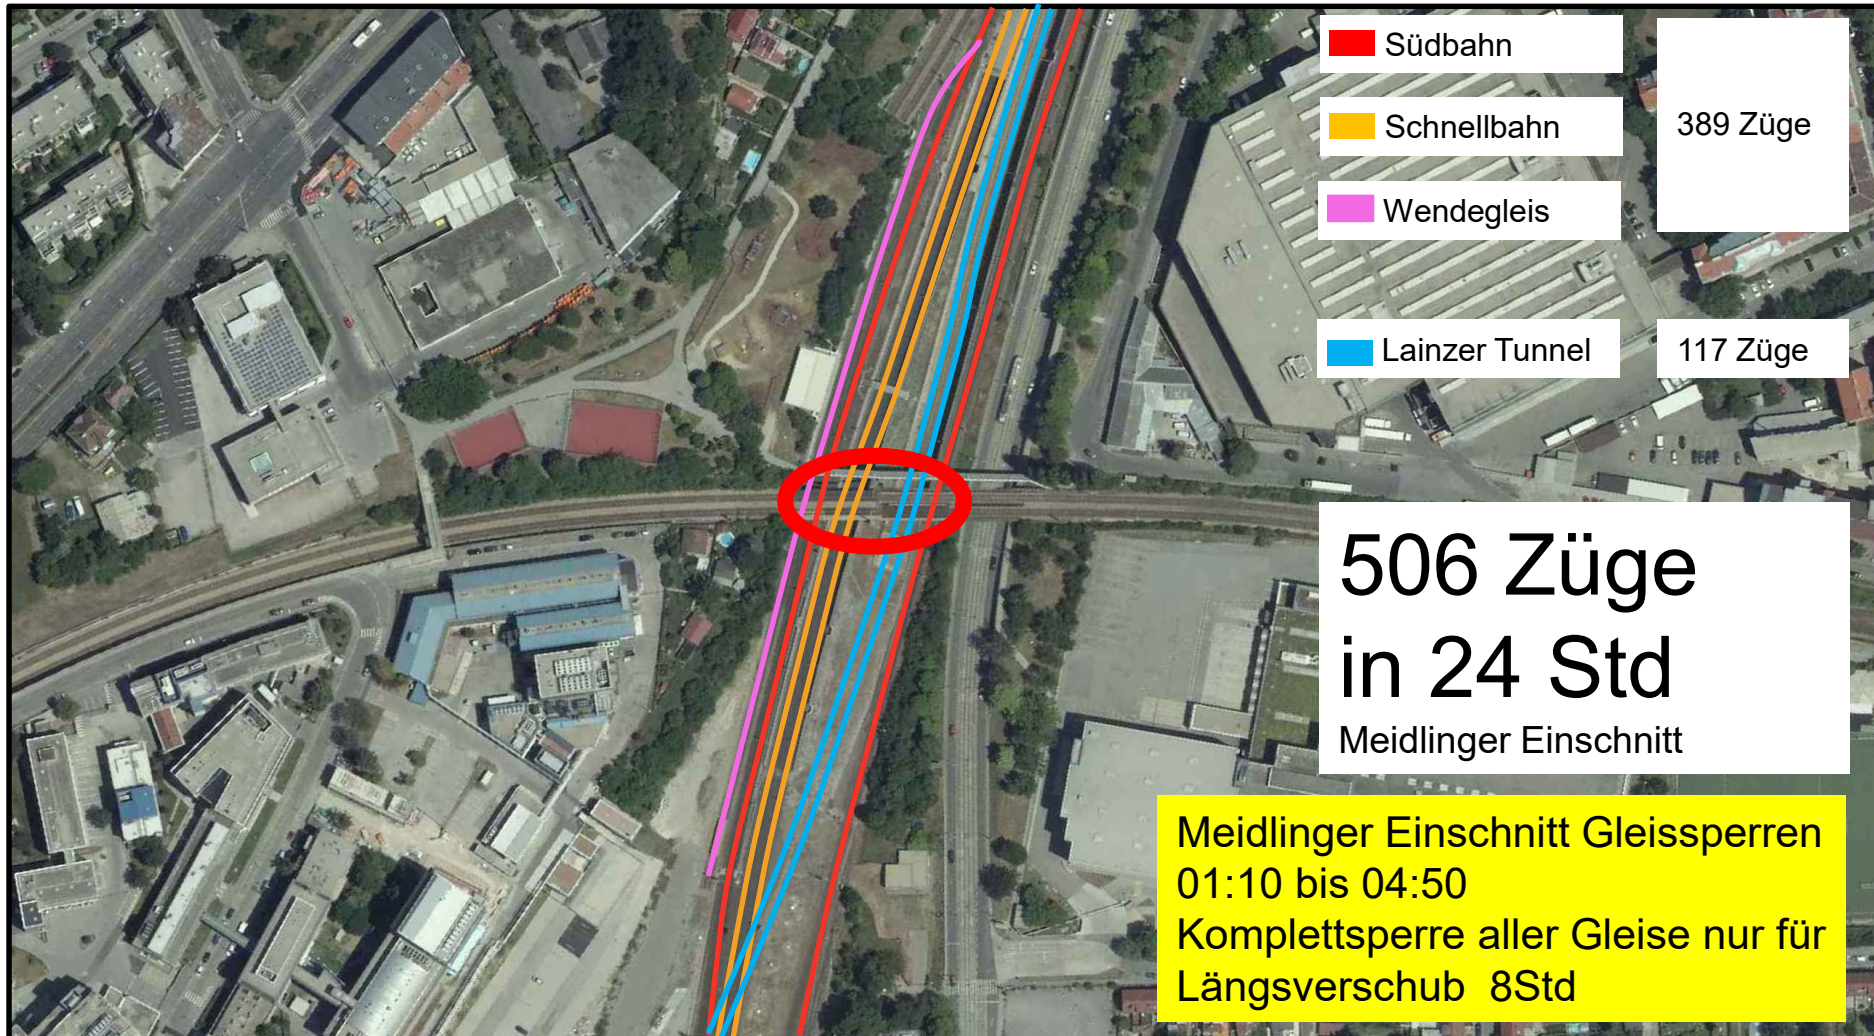 Südbahn
Schnellbahn
389 Züge
Wendegleis
Lainzer Tunnel
117 Züge
506 Züge
in 24 Std
Meidlinger Einschnitt
Meidlinger Einschnitt Gleissperren
01:10 bis 04:50
Komplettsperre aller Gleise nur für
Längsverschub  8Std